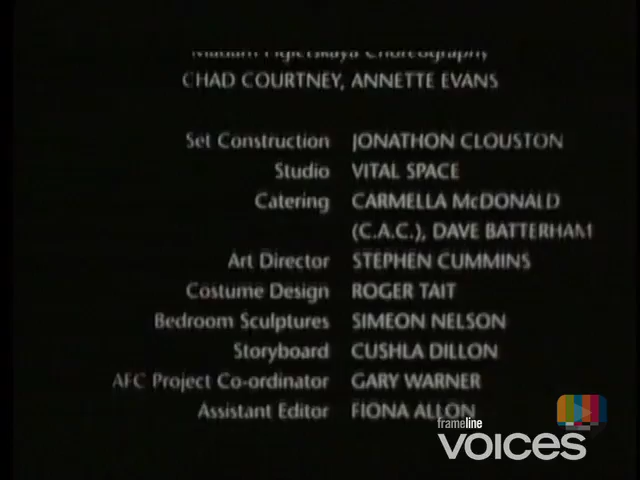 Choreography
CHAD COURTNEY, ANNETTE EVANS
Set Construction JONATHON CLOUSTON
Studio VITAL SPACE
Catering CARMELLA McDONALD
(C.A.C.), DAVE BATTERHAM
Art Director STEPHEN CUMMINS
Costume Design ROGER TAIT
Bedroom Sculptures SIMEON NELSON
Storyboard CUSHLA DILLON
AFC Project Co-ordinator GARY WARNER
Assistant Editor FIONA ALLON
frameline
voices